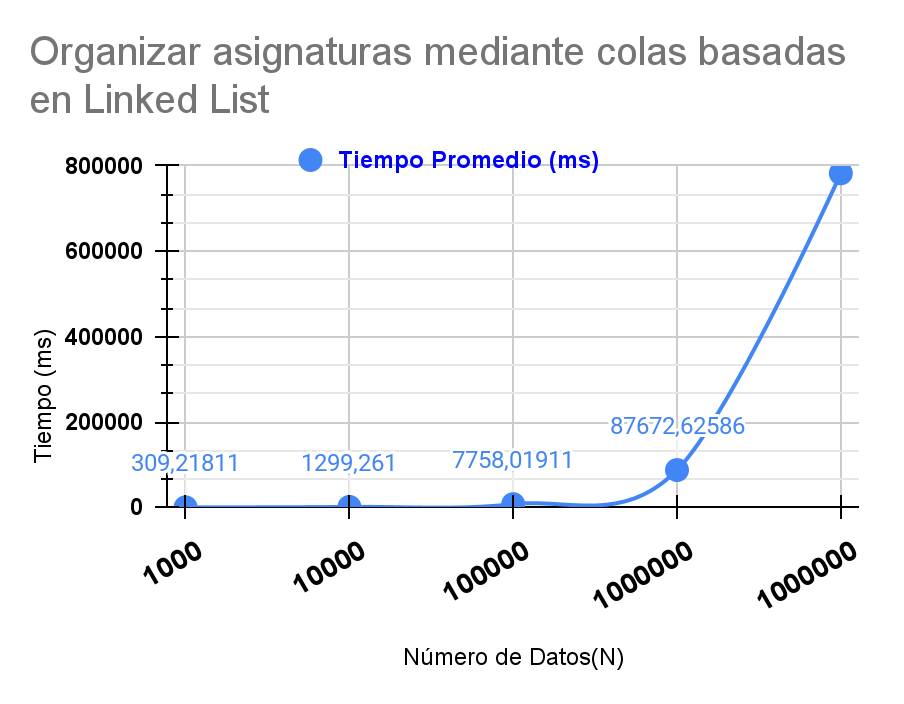 Organizar asignaturas mediante colas basadas
en Linked List
Tiempo Promedio (ms)
800000
600000
400000
200000
0
Tiempo (ms)
309,21811
1299,261
7758,01911
87672,62586
1000
10000
100000
1000000
1000000
Número de Datos(N)